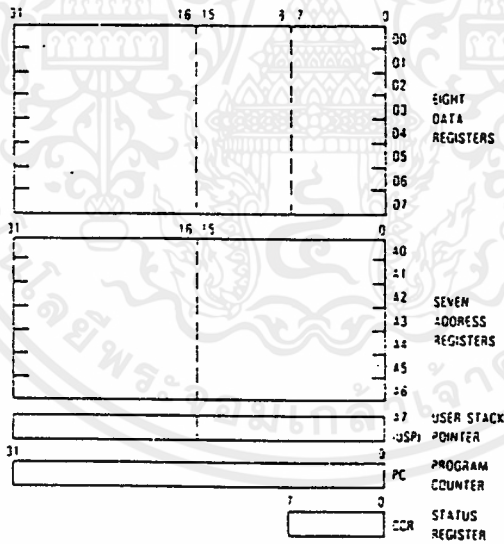 31 16 15 8 7 0
D0
D1
D2
D3
D4
D5
D6
D7
EIGHT
DATA
REGISTERS
31 16 15 0
A0
A1
A2
A3
A4
A5
A6
SEVEN
ADDRESS
REGISTERS
A7
(USP)
USER STACK
POINTER
31 0
PC
PROGRAM
COUNTER
7 0
CCR
STATUS
REGISTER